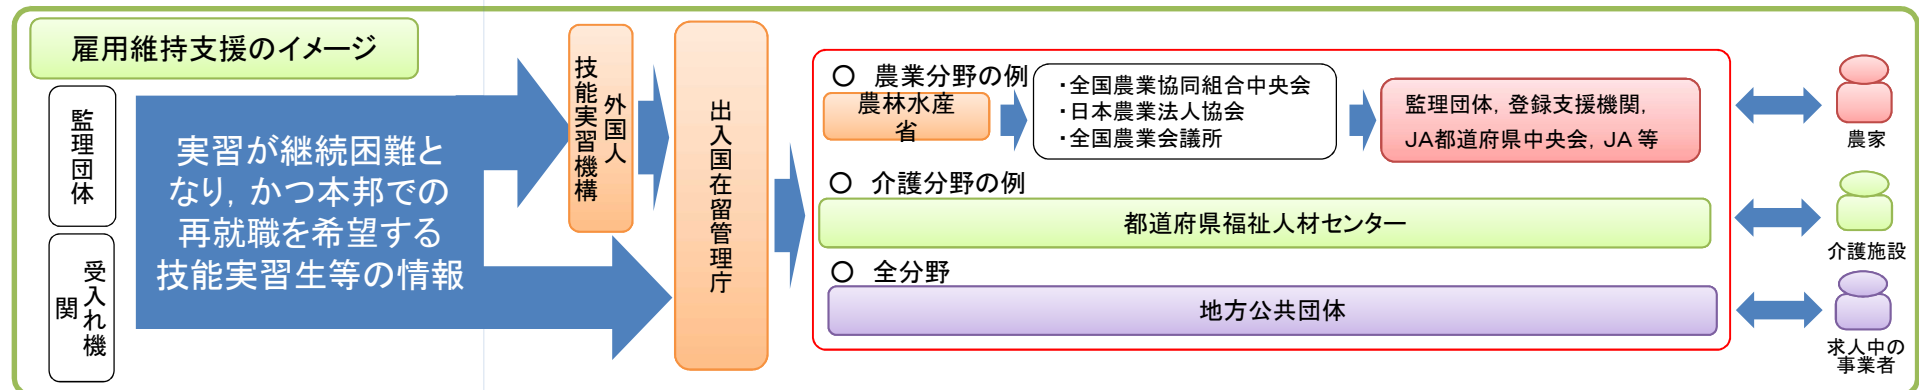 雇用維持支援のイメージ
監理団体
受入れ機
関
実習が継続困難と
なり，かつ本邦での
再就職を希望する
技能実習生等の情報
外国人
技能実習機構
出入国在留管理庁
○ 農業分野の例
農林水産
省
・全国農業協同組合中央会
・日本農業法人協会
・全国農業会議所
監理団体，登録支援機関，
JA都道府県中央会，JA 等
農家
○ 介護分野の例
都道府県福祉人材センター
介護施設
○ 全分野
地方公共団体
求人中の
事業者